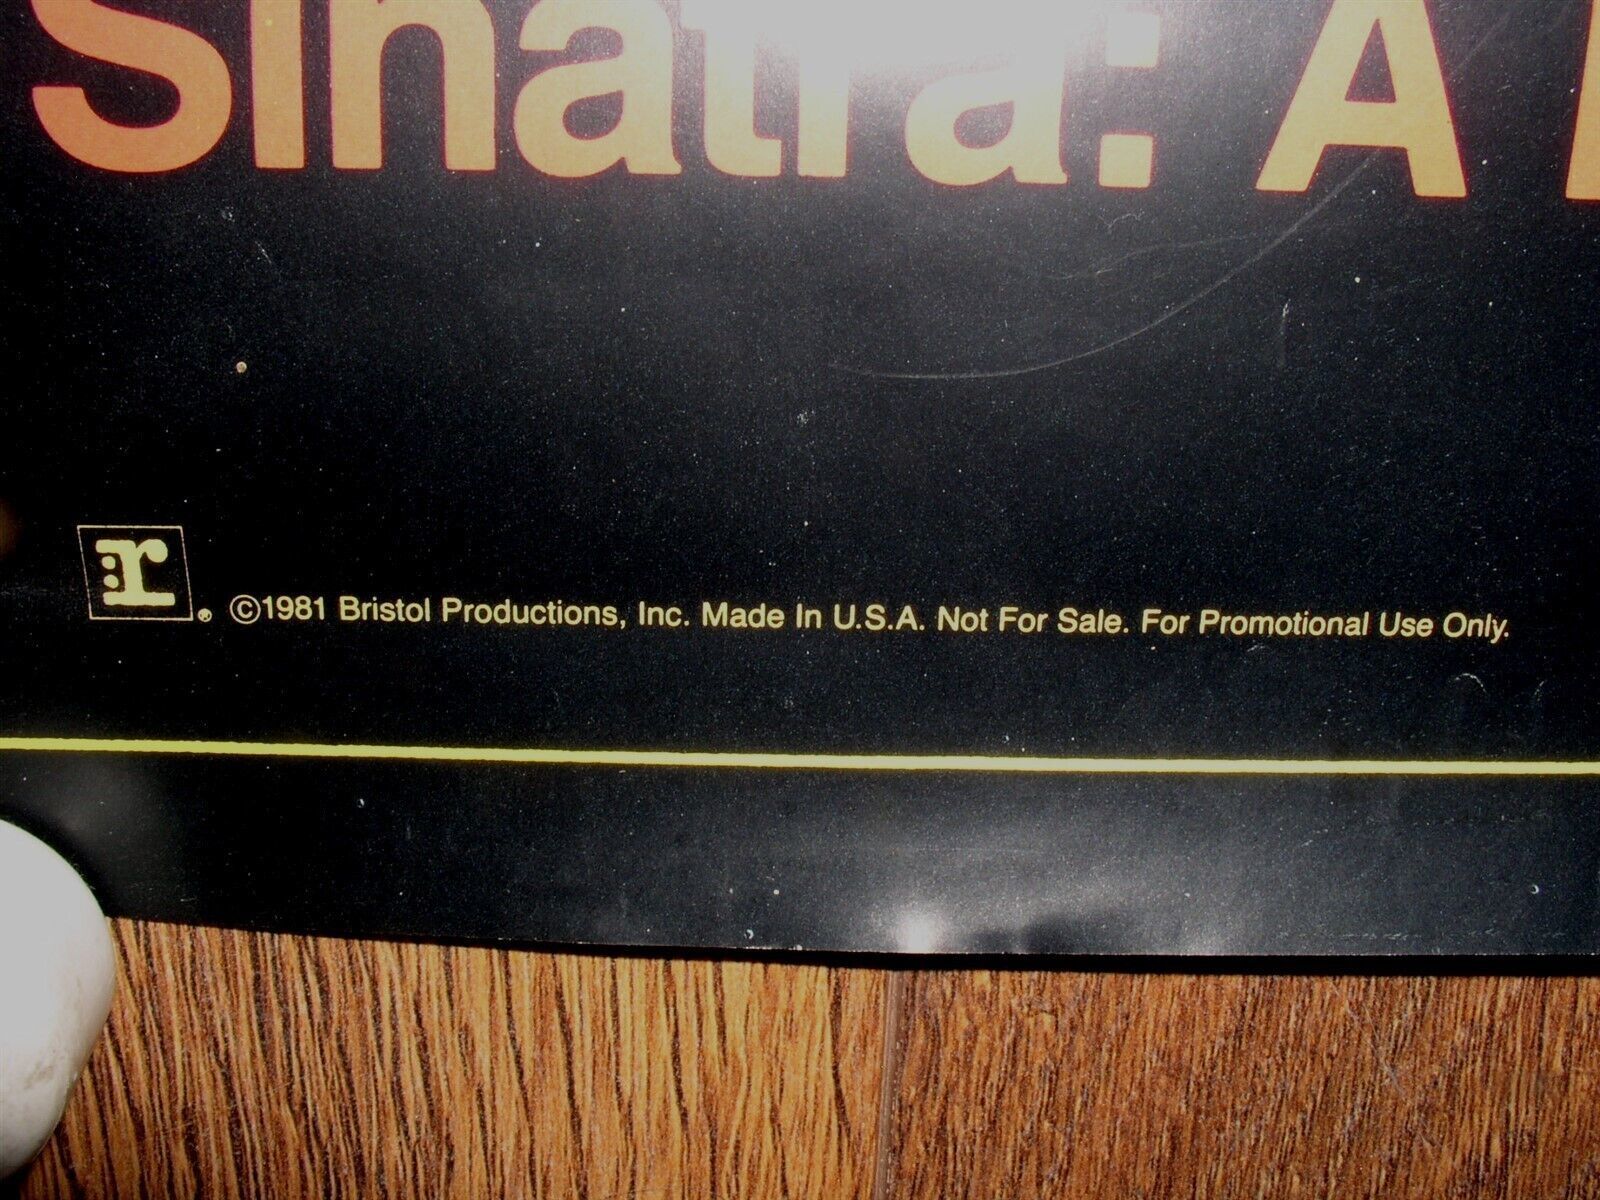 Sinatra: A
:r
® ©1981 Bristol Productions, Inc. Made In U.S.A. Not For Sale. For Promotional Use Only.